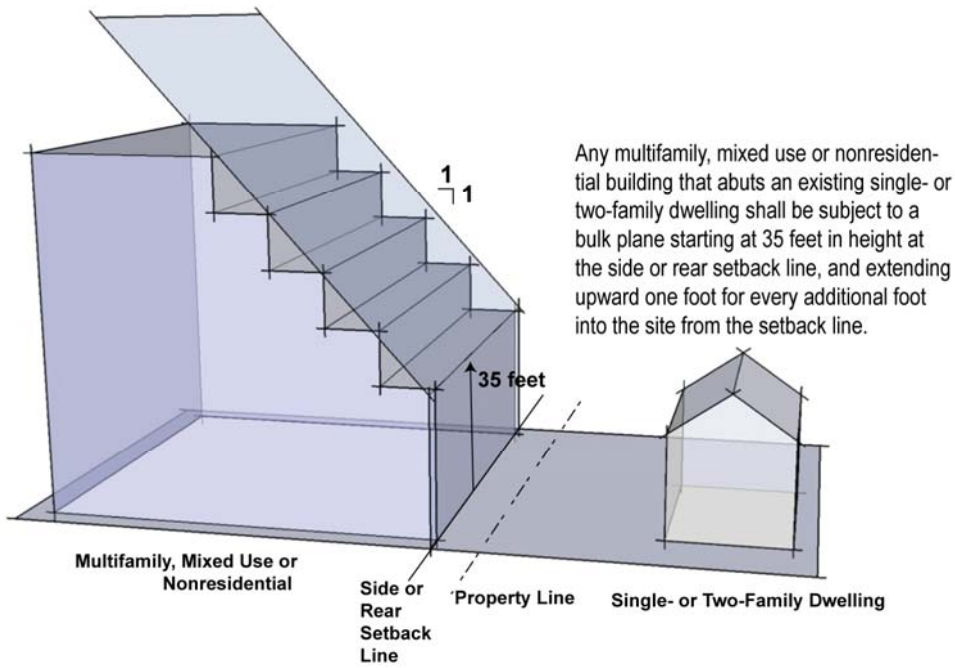 Any multifamily, mixed use or nonresiden-
tial building that abuts an existing single- or
two-family dwelling shall be subject to a
bulk plane starting at 35 feet in height at
the side or rear setback line, and extending
upward one foot for every additional foot
into the site from the setback line.
1
1
35 feet
Multifamily, Mixed Use or
Nonresidential
Side or
Rear
Setback
Line
Property Line
Single- or Two-Family Dwelling